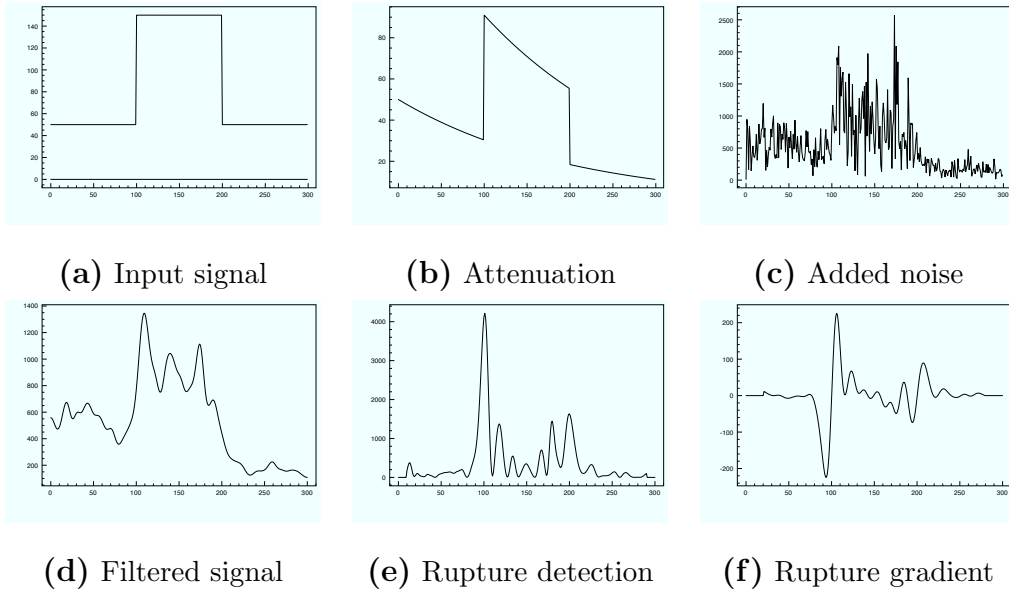 140
120
100
80
60
40
20
0
0 50 100 150 200 250 300
(a) Input signal
80
60
40
20
0 50 100 150 200 250 300
(b) Attenuation
2500
2000
1500
1000
500
0
0 50 100 150 200 250 300
(c) Added noise
1400
1200
1000
800
600
400
200
0 50 100 150 200 250 300
(d) Filtered signal
4000
3000
2000
1000
0
0 50 100 150 200 250 300
(e) Rupture detection
200
100
0
-100
-200
0 50 100 150 200 250 300
(f) Rupture gradient